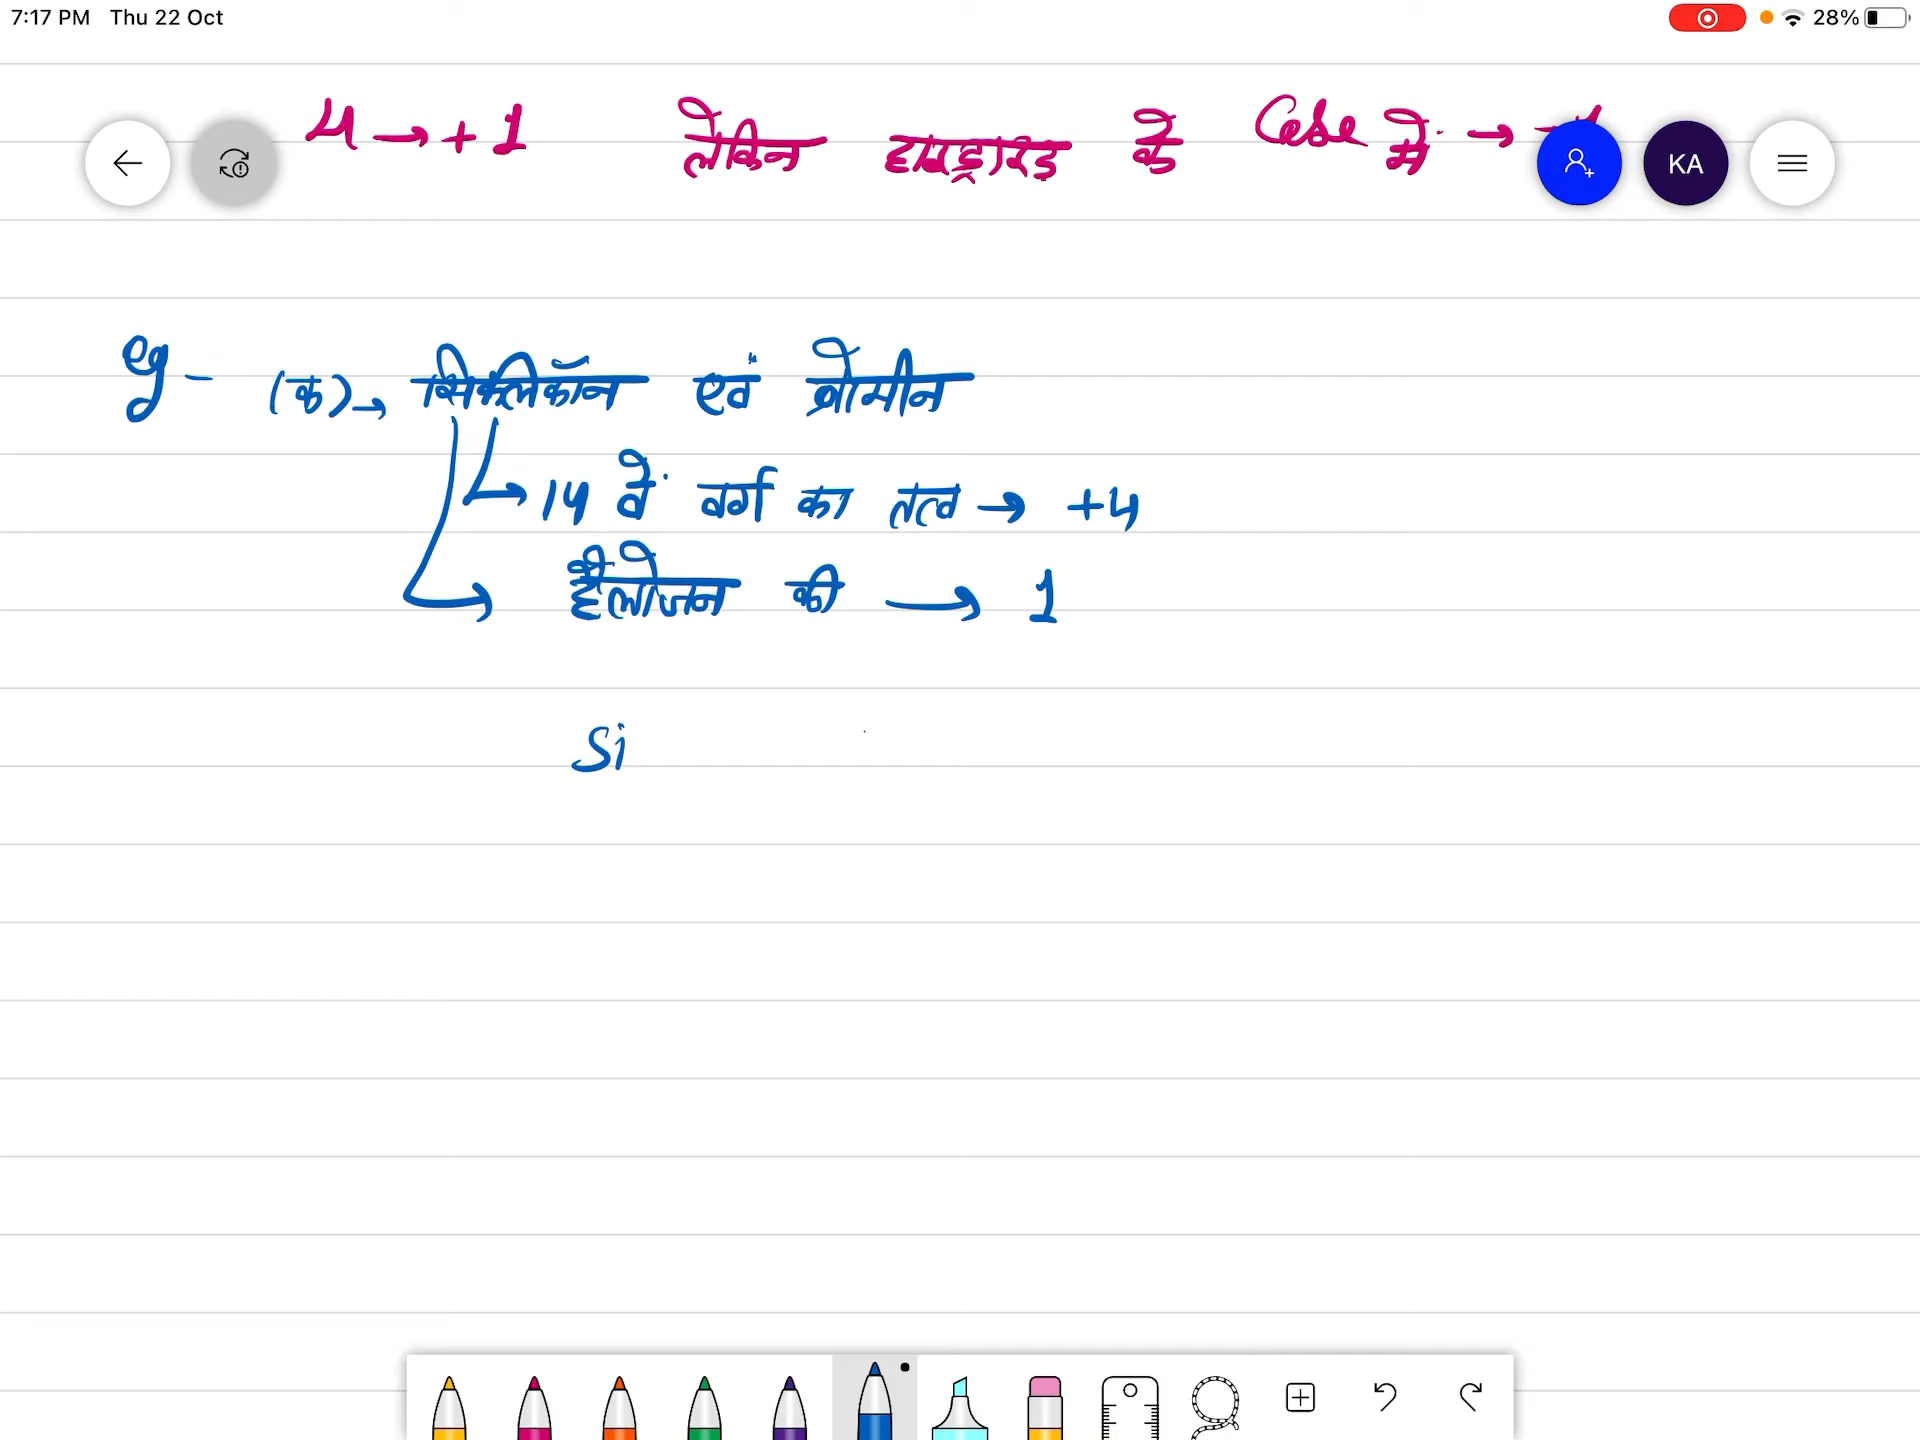 7:17 PM Thu 22 Oct 28%
H → +1 लेकिन हाइड्राइड के Case में →
KA
eg - (क) → सिलिकॉन एवं ब्रोमीन
14 वें वर्ग का तत्व → +4
हैलोजन की → 1
Si